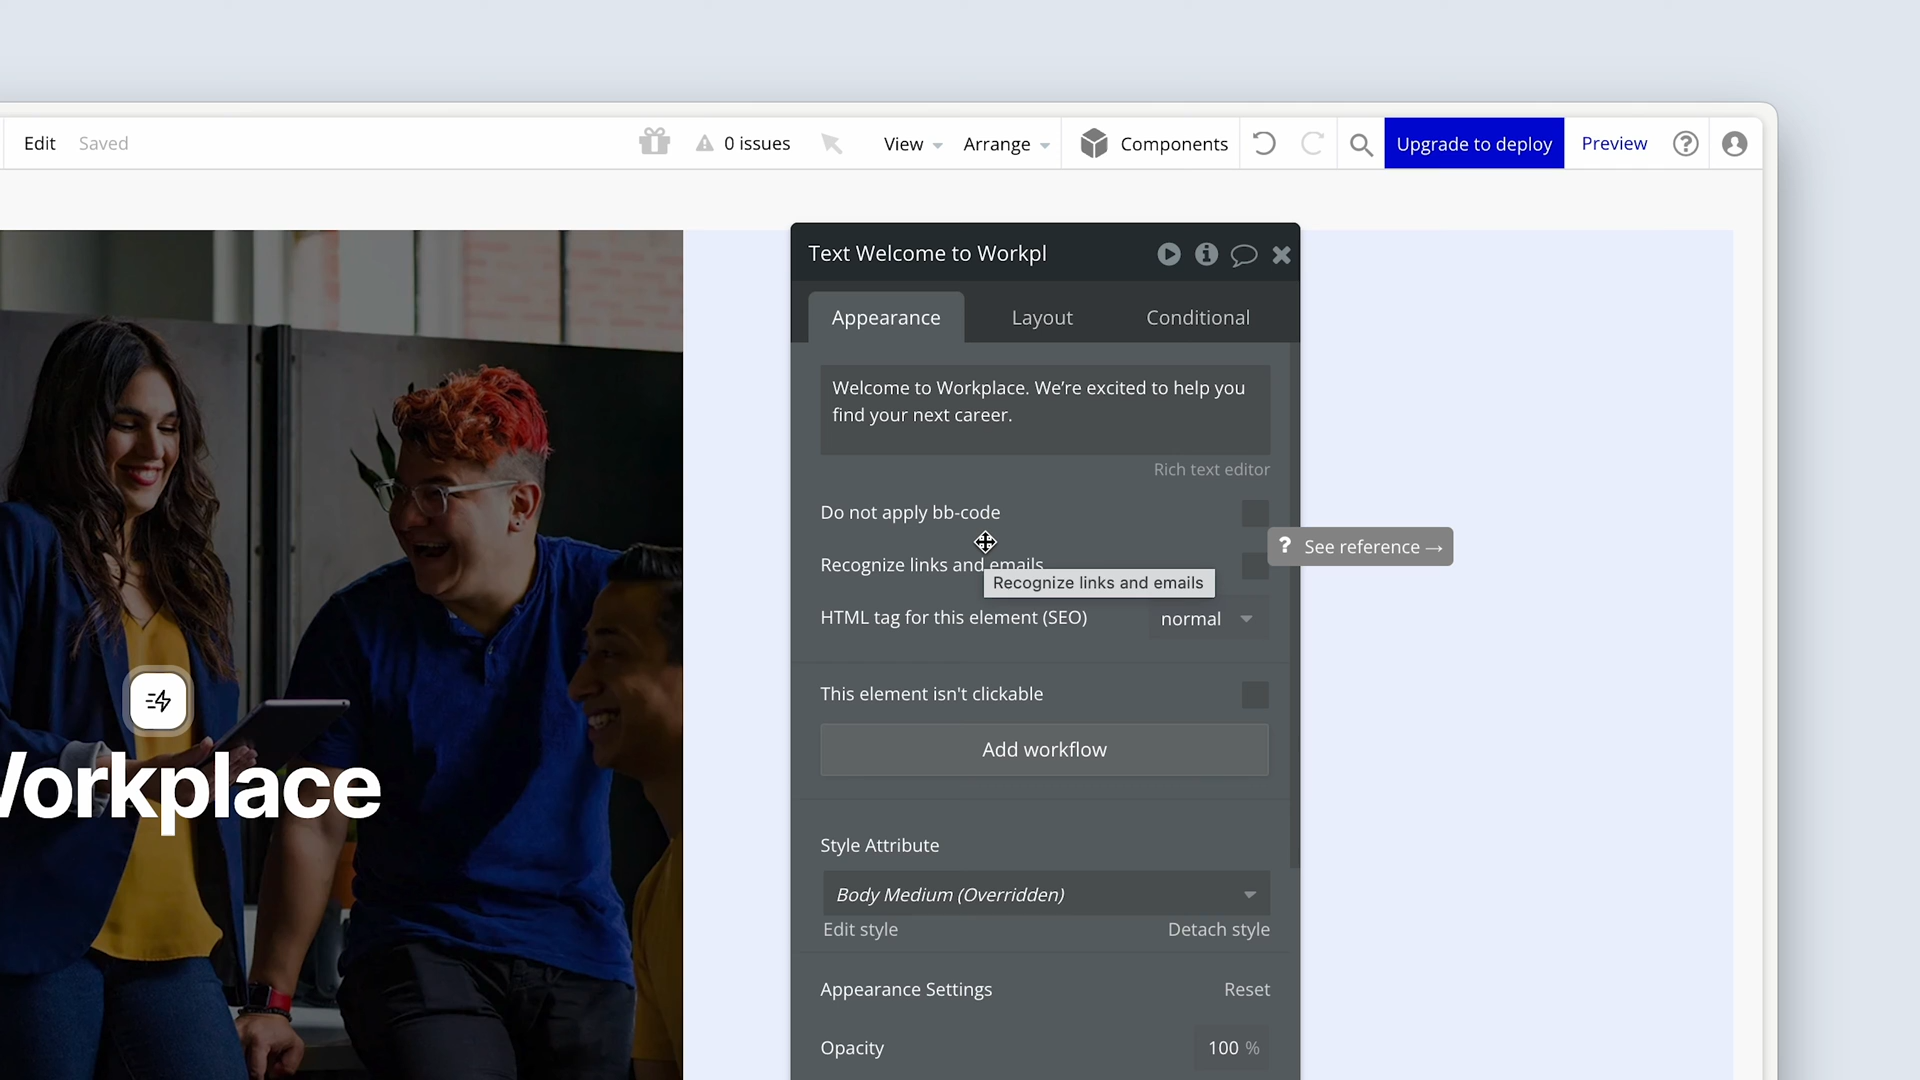 Edit
Saved
0 issues
View
Arrange
Components
Upgrade to deploy
Preview
Text Welcome to Workpl
Appearance
Layout
Conditional
Welcome to Workplace. We're excited to help you
find your next career.
Rich text editor
Do not apply bb-code
? See reference →
Recognize links and emails
Recognize links and emails
HTML tag for this element (SEO)
normal
This element isn't clickable
Add workflow
Workplace
Style Attribute
Body Medium (Overridden)
Edit style
Detach style
Appearance Settings
Reset
Opacity
100 %